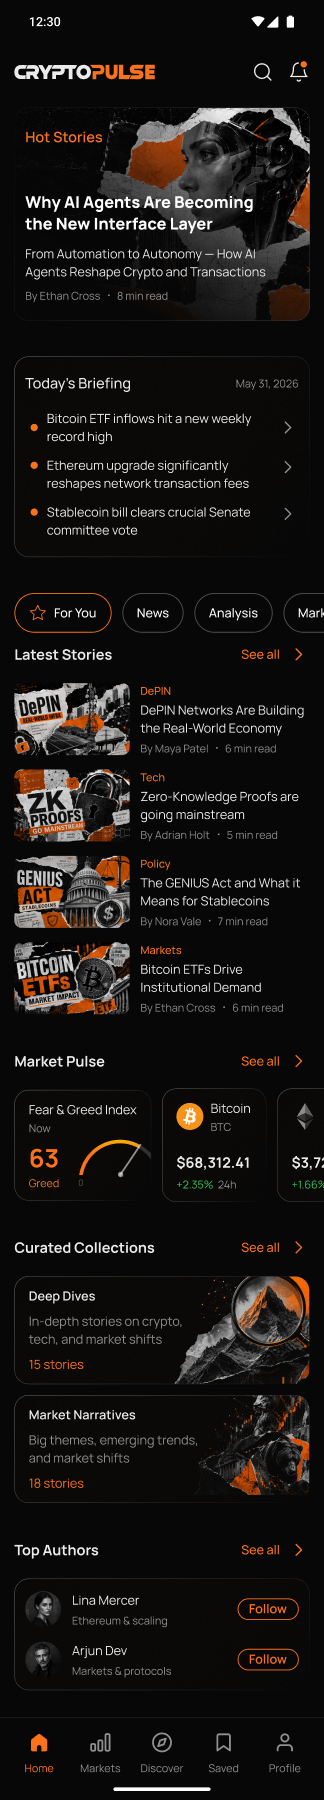 12:30
CRYPTOPULSE
Hot Stories
Why AI Agents Are Becoming
the New Interface Layer
From Automation to Autonomy — How AI
Agents Reshape Crypto and Transactions
By Ethan Cross • 8 min read
Today's Briefing
May 31, 2026
Bitcoin ETF inflows hit a new weekly
record high
Ethereum upgrade significantly
reshapes network transaction fees
Stablecoin bill clears crucial Senate
committee vote
For You
News
Analysis
Mark
Latest Stories
See all
DePIN
REAL-WORLD INFRA
DePIN
DePIN Networks Are Building
the Real-World Economy
By Maya Patel • 6 min read
ZK
PROOFS
GO MAINSTREAM
Tech
Zero-Knowledge Proofs are
going mainstream
By Adrian Holt • 5 min read
GENIUS
ACT
STABLECOINS
Policy
The GENIUS Act and What it
Means for Stablecoins
By Nora Vale • 7 min read
BITCOIN
ETFs
MARKET IMPACT
Markets
Bitcoin ETFs Drive
Institutional Demand
By Ethan Cross • 6 min read
Market Pulse
See all
Fear & Greed Index
Now
63
Greed
0
Bitcoin
BTC
$68,312.41
+2.35% 24h
$3,72
+1.66%
Curated Collections
See all
Deep Dives
In-depth stories on crypto,
tech, and market shifts
15 stories
Market Narratives
Big themes, emerging trends,
and market shifts
18 stories
Top Authors
See all
Lina Mercer
Ethereum & scaling
Follow
Arjun Dev
Markets & protocols
Follow
Home
Markets
Discover
Saved
Profile